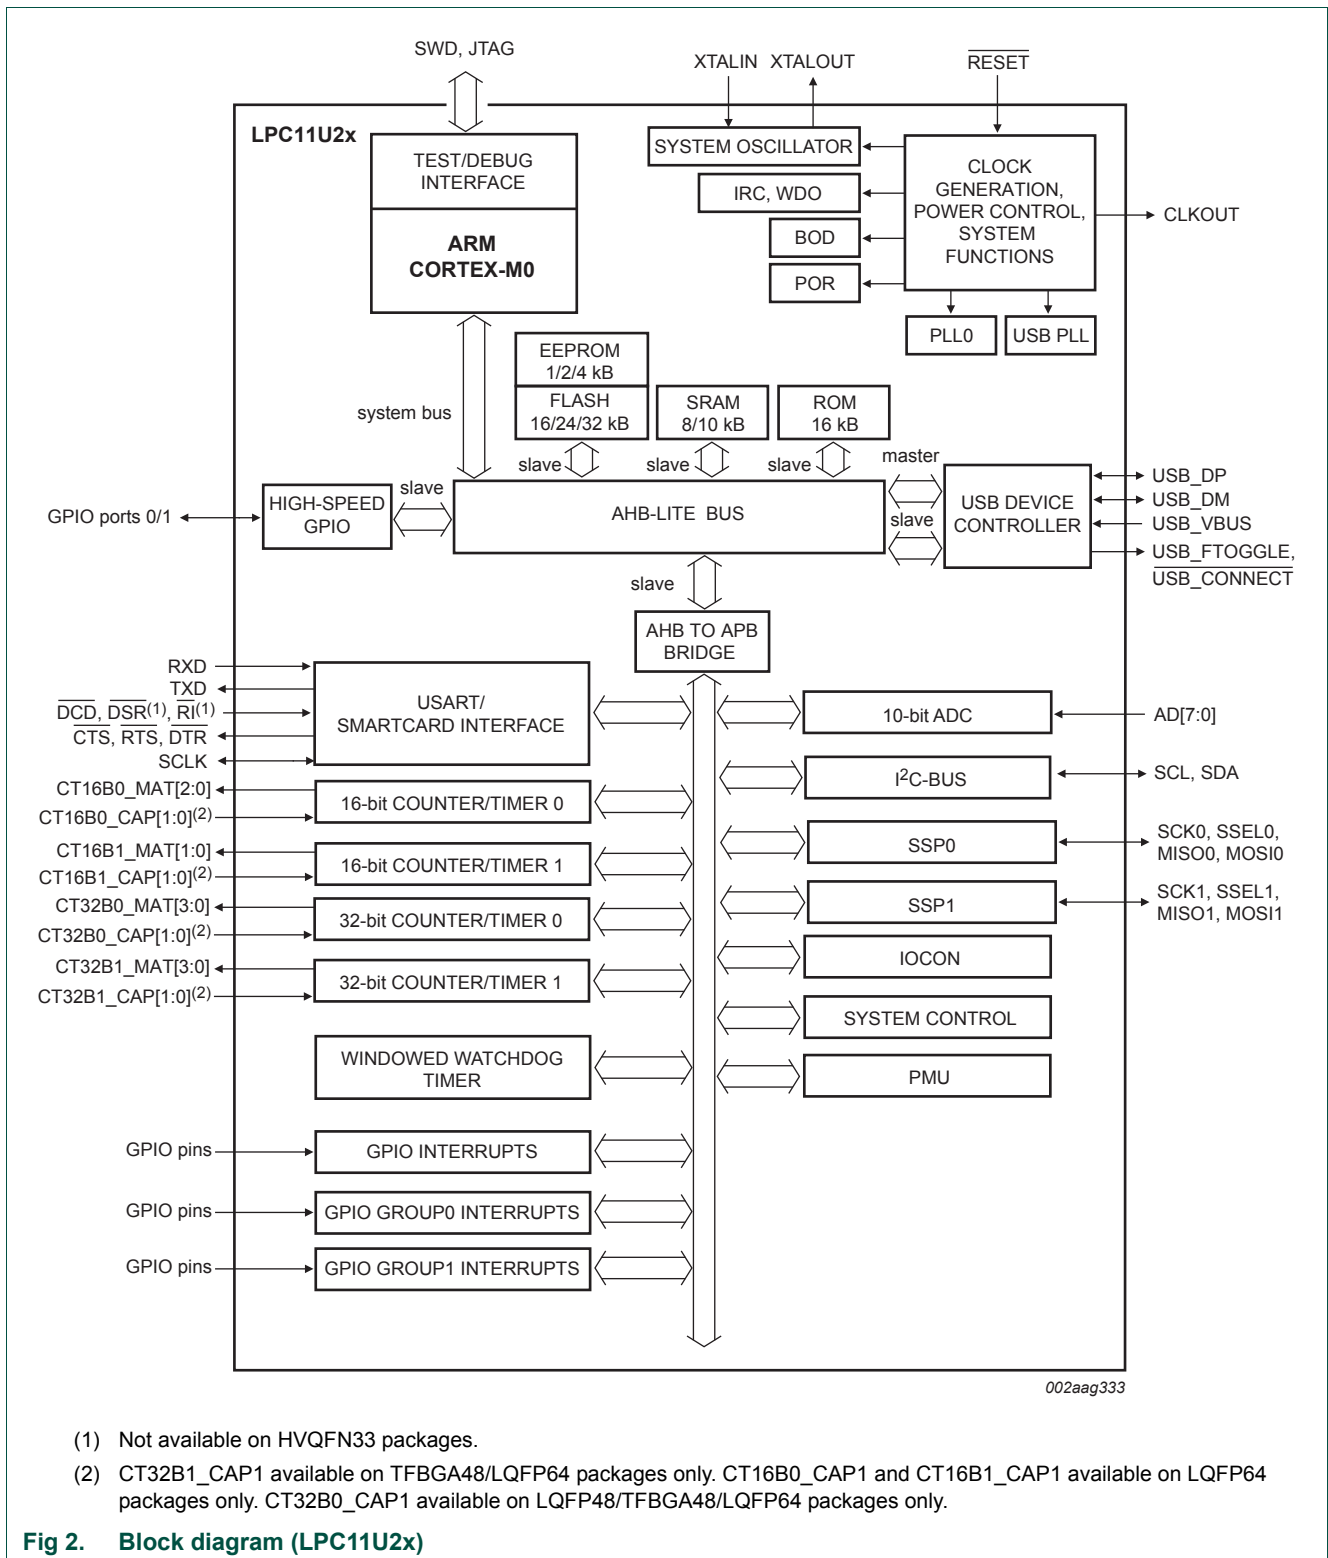 SWD, JTAG
XTALIN XTALOUT
RESET
LPC11U2x
TEST/DEBUG
INTERFACE
ARM
CORTEX-M0
SYSTEM OSCILLATOR
IRC, WDO
BOD
POR
CLOCK
GENERATION,
POWER CONTROL,
SYSTEM
FUNCTIONS
CLKOUT
PLL0
USB PLL
system bus
EEPROM
1/2/4 kB
FLASH
16/24/32 kB
SRAM
8/10 kB
ROM
16 kB
slave
slave
slave
master
slave
GPIO ports 0/1
HIGH-SPEED
GPIO
slave
AHB-LITE BUS
USB DEVICE
CONTROLLER
USB_DP
USB_DM
USB_VBUS
USB_FTOGGLE,
USB_CONNECT
slave
AHB TO APB
BRIDGE
RXD
TXD
DCD, DSR(1), RI(1)
CTS, RTS, DTR
SCLK
USART/
SMARTCARD INTERFACE
CT16B0_MAT[2:0]
CT16B0_CAP[1:0](2)
16-bit COUNTER/TIMER 0
CT16B1_MAT[1:0]
CT16B1_CAP[1:0](2)
16-bit COUNTER/TIMER 1
CT32B0_MAT[3:0]
CT32B0_CAP[1:0](2)
32-bit COUNTER/TIMER 0
CT32B1_MAT[3:0]
CT32B1_CAP[1:0](2)
32-bit COUNTER/TIMER 1
WINDOWED WATCHDOG
TIMER
GPIO pins
GPIO INTERRUPTS
GPIO pins
GPIO GROUP0 INTERRUPTS
GPIO pins
GPIO GROUP1 INTERRUPTS
10-bit ADC
AD[7:0]
I2C-BUS
SCL, SDA
SSP0
SCK0, SSEL0,
MISO0, MOSI0
SSP1
SCK1, SSEL1,
MISO1, MOSI1
IOCON
SYSTEM CONTROL
PMU
002aag333
(1) Not available on HVQFN33 packages.
(2) CT32B1_CAP1 available on TFBGA48/LQFP64 packages only. CT16B0_CAP1 and CT16B1_CAP1 available on LQFP64
packages only. CT32B0_CAP1 available on LQFP48/TFBGA48/LQFP64 packages only.
Fig 2. Block diagram (LPC11U2x)